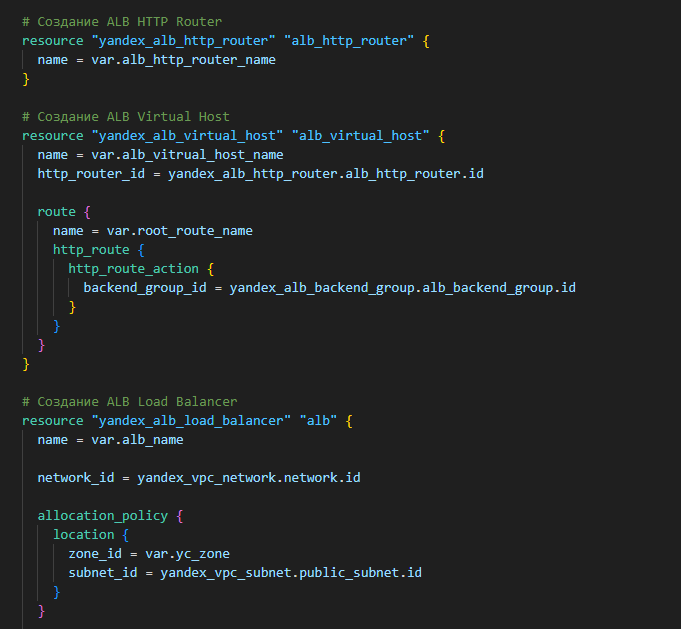 # Создание ALB HTTP Router
resource "yandex_alb_http_router" "alb_http_router" {
  name = var.alb_http_router_name
}

# Создание ALB Virtual Host
resource "yandex_alb_virtual_host" "alb_virtual_host" {
  name = var.alb_vitrual_host_name
  http_router_id = yandex_alb_http_router.alb_http_router.id

  route {
    name = var.root_route_name
    http_route {
      http_route_action {
        backend_group_id = yandex_alb_backend_group.alb_backend_group.id
      }
    }
  }
}

# Создание ALB Load Balancer
resource "yandex_alb_load_balancer" "alb" {
  name = var.alb_name

  network_id = yandex_vpc_network.network.id

  allocation_policy {
    location {
      zone_id = var.yc_zone
      subnet_id = yandex_vpc_subnet.public_subnet.id
    }
  }